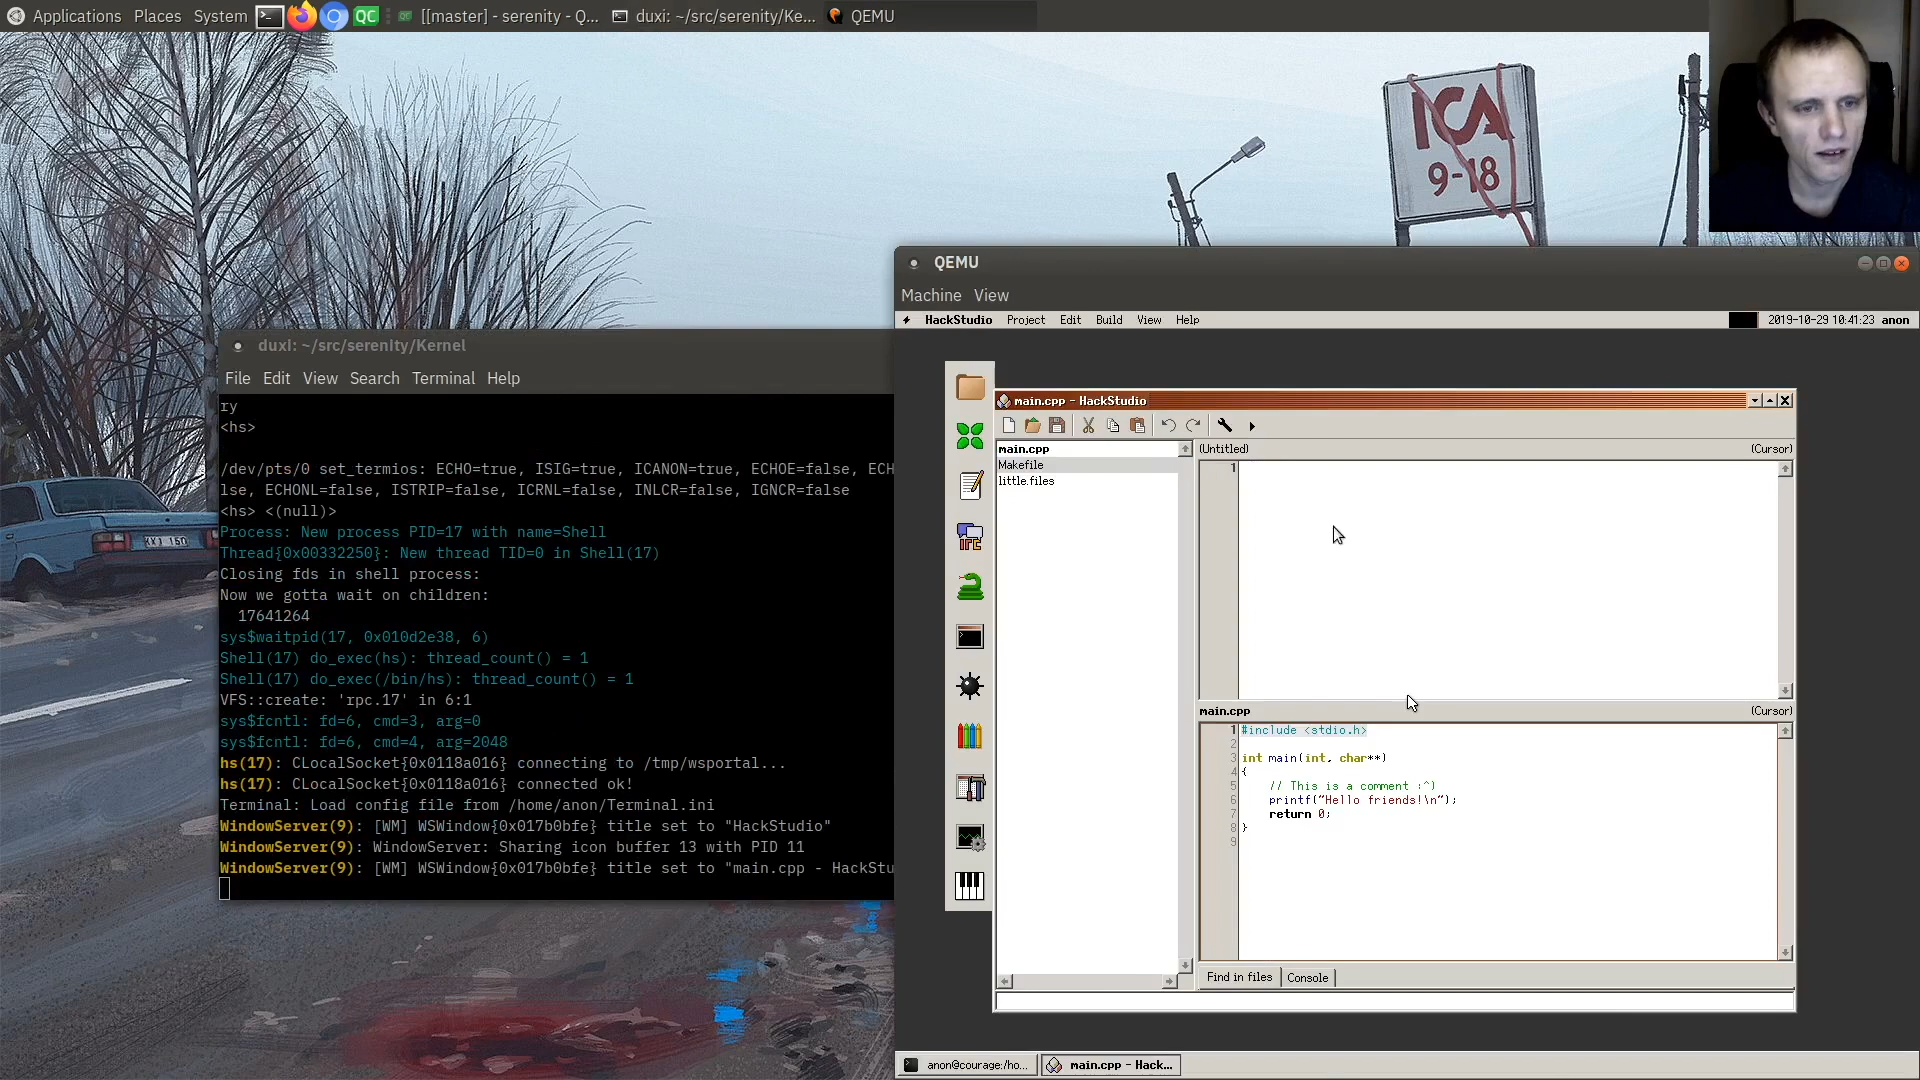 Applications Places System
[[master] - serenity - Q...
duxi: ~/src/serenity/Ke...
QEMU
ICA
9-18
QEMU
Machine View
HackStudio Project Edit Build View Help
2019-10-29 10:41:23 anon
duxi: ~/src/serenity/Kernel
File Edit View Search Terminal Help
ry
<hs>
/dev/pts/0 set_termios: ECHO=true, ISIG=true, ICANON=true, ECHOE=false, ECH
lse, ECHONL=false, ISTRIP=false, ICRNL=false, INLCR=false, IGNCR=false
<hs> <(null)>
Process: New process PID=17 with name=Shell
Thread{0x00332250}: New thread TID=0 in Shell(17)
Closing fds in shell process:
Now we gotta wait on children:
17641264
sys$waitpid(17, 0x010d2e38, 6)
Shell(17) do_exec(hs): thread_count() = 1
Shell(17) do_exec(/bin/hs): thread_count() = 1
VFS::create: 'rpc.17' in 6:1
sys$fcntl: fd=6, cmd=3, arg=0
sys$fcntl: fd=6, cmd=4, arg=2048
hs(17): CLocalSocket{0x0118a016} connecting to /tmp/wsportal...
hs(17): CLocalSocket{0x0118a016} connected ok!
Terminal: Load config file from /home/anon/Terminal.ini
WindowServer(9): [WM] WSWindow{0x017b0bfe} title set to "HackStudio"
WindowServer(9): WindowServer: Sharing icon buffer 13 with PID 11
WindowServer(9): [WM] WSWindow{0x017b0bfe} title set to "main.cpp - HackStu
main.cpp - HackStudio
main.cpp
Makefile
little.files
(Untitled) (Cursor)
1
main.cpp (Cursor)
1 #include <stdio.h>
2
3 int main(int, char**)
4 {
5 // This is a comment :^)
6 printf("Hello friends!\n");
7 return 0;
8 }
9
Find in files Console
IRC
QC
anon@courage:/ho...
main.cpp - Hack...